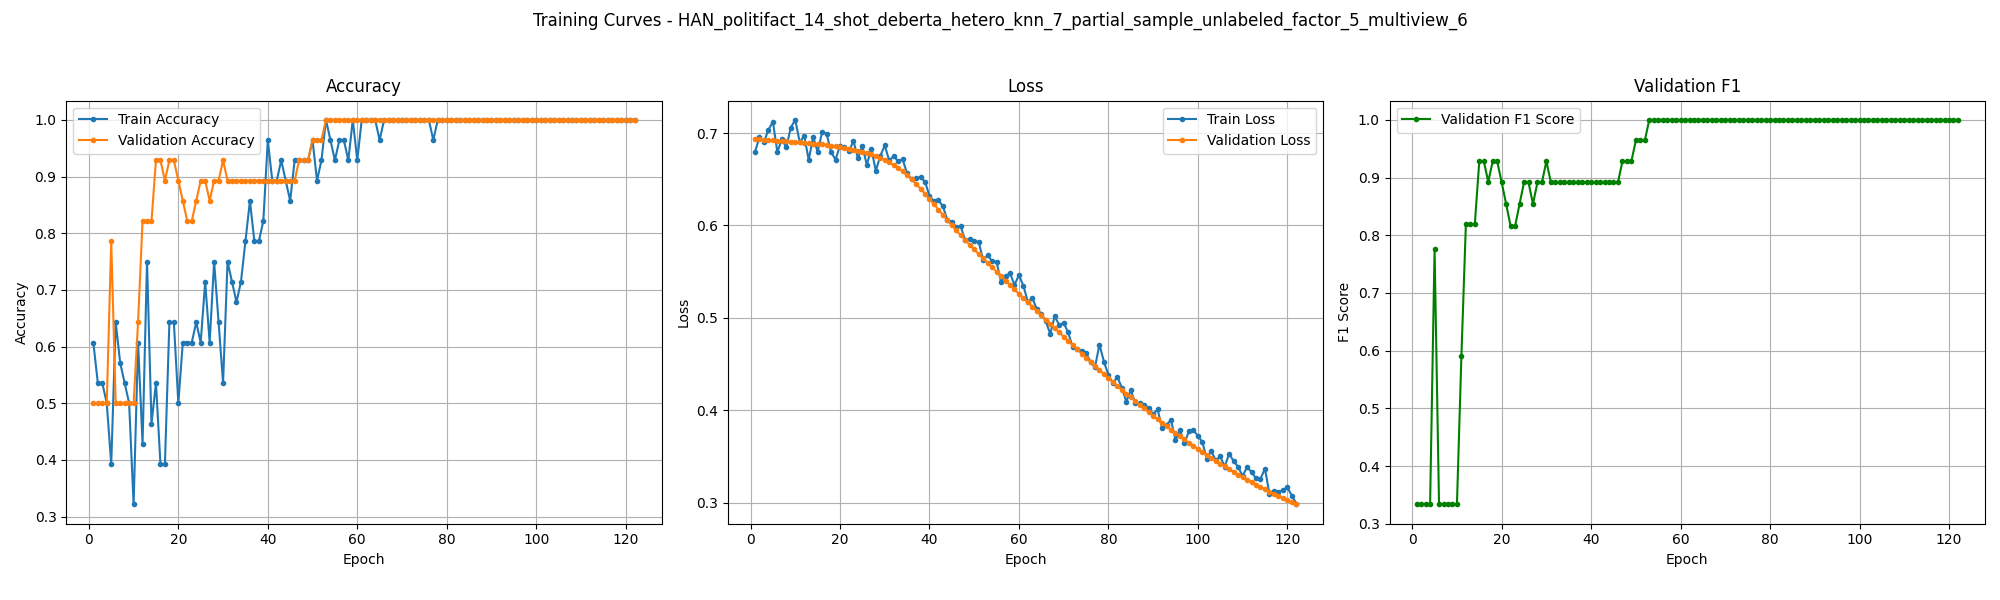 Training Curves - HAN_politifact_14_shot_deberta_hetero_knn_7_partial_sample_unlabeled_factor_5_multiview_6
Accuracy
Train Accuracy
Validation Accuracy
1.0
0.9
0.8
0.7
0.6
0.5
0.4
0.3
Accuracy
0 20 40 60 80 100 120
Epoch
Loss
Train Loss
Validation Loss
0.7
0.6
0.5
0.4
0.3
Loss
0 20 40 60 80 100 120
Epoch
Validation F1
Validation F1 Score
1.0
0.9
0.8
0.7
0.6
0.5
0.4
0.3
F1 Score
0 20 40 60 80 100 120
Epoch